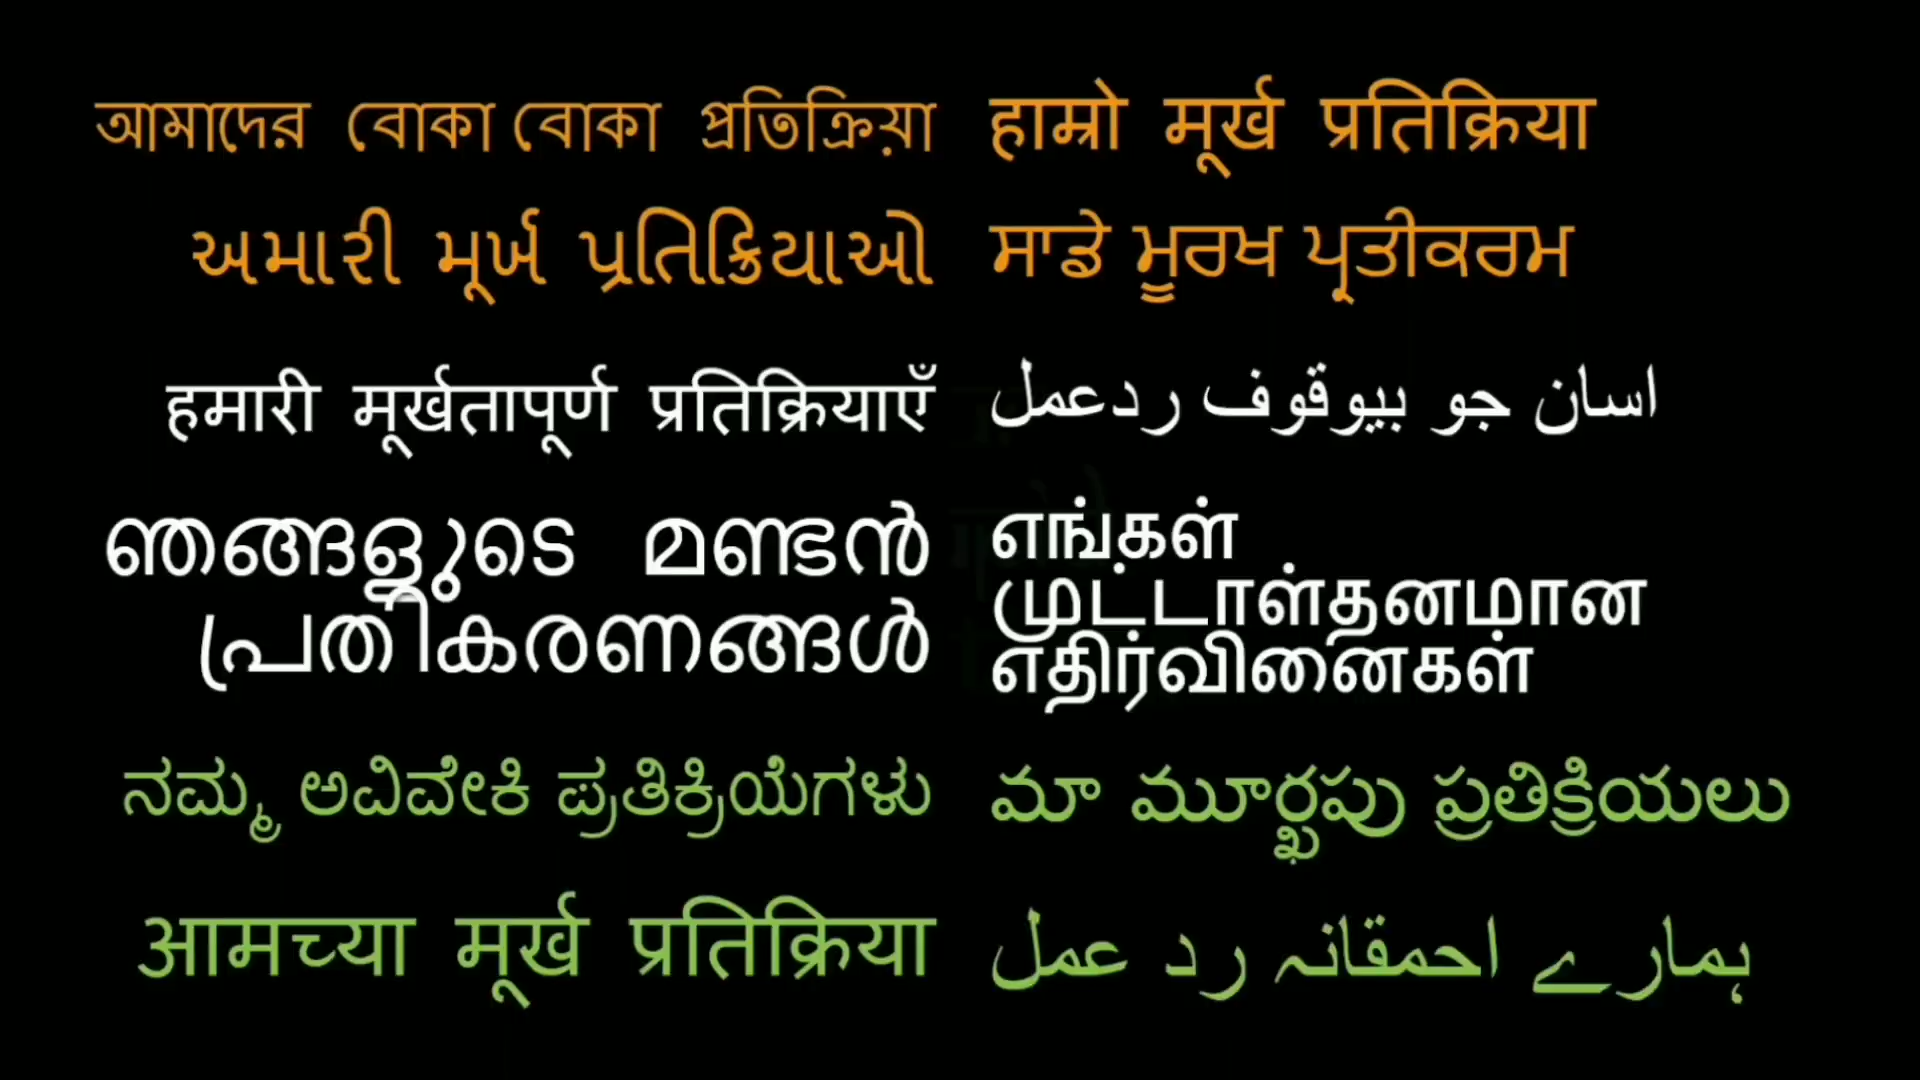 আমাদের বোকা বোকা প্রতিক্রিয়া
हाम्रो मूर्ख प्रतिक्रिया
અમારી મૂર્ખ પ્રતિક્રિયાઓ
ਸਾਡੇ ਮੂਰਖ ਪ੍ਰਤੀਕਰਮ
हमारी मूर्खतापूर्ण प्रतिक्रियाएँ
اسان جو بيوقوف ردعمل
ഞങ്ങളുടെ മണ്ടൻ
പ്രതികരണങ്ങൾ
எங்கள்
முட்டாள்தனமான
எதிர்வினைகள்
ನಮ್ಮ ಅವಿವೇಕಿ ಪ್ರತಿಕ್ರಿಯೆಗಳು
మా మూర్ఖపు ప్రతిక్రియలు
आमच्या मूर्ख प्रतिक्रिया
ہمارے احمقانہ رد عمل